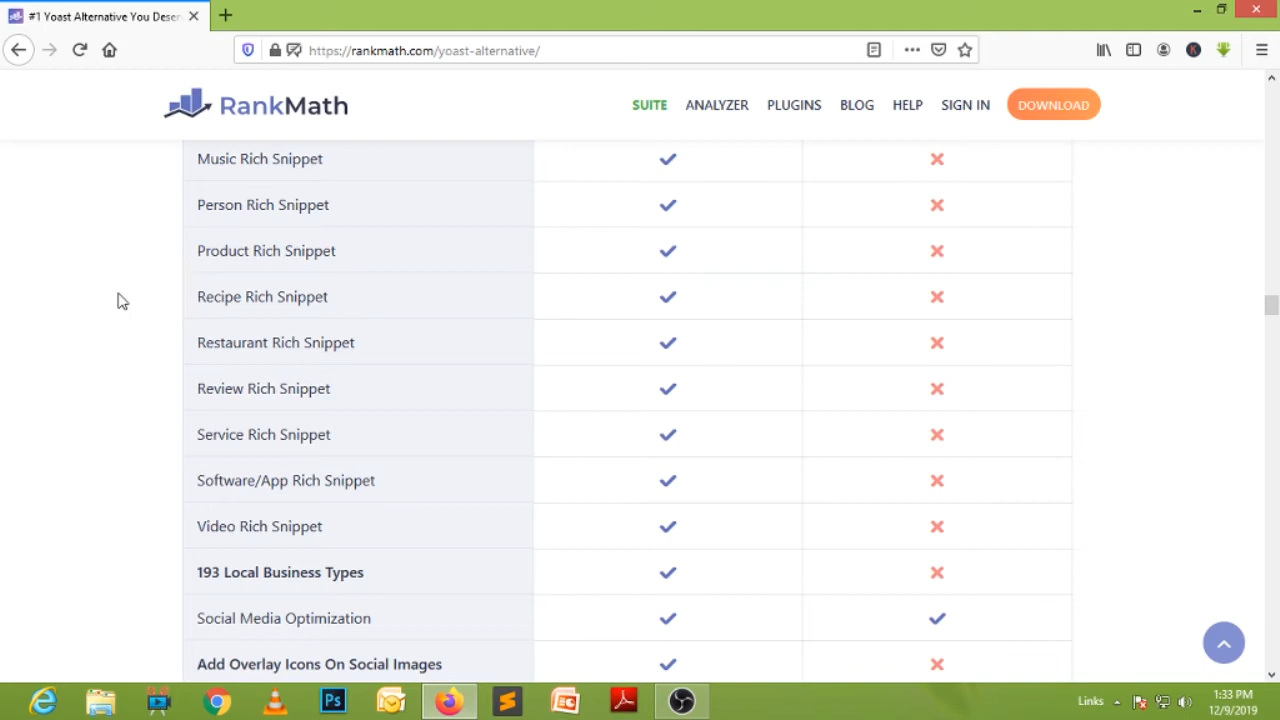 #1 Yoast Alternative You Deser
https://rankmath.com/yoast-alternative/
RankMath
SUITE ANALYZER PLUGINS BLOG HELP SIGN IN DOWNLOAD
Music Rich Snippet
Person Rich Snippet
Product Rich Snippet
Recipe Rich Snippet
Restaurant Rich Snippet
Review Rich Snippet
Service Rich Snippet
Software/App Rich Snippet
Video Rich Snippet
193 Local Business Types
Social Media Optimization
Add Overlay Icons On Social Images
Ps
Links
1:33 PM
12/9/2019